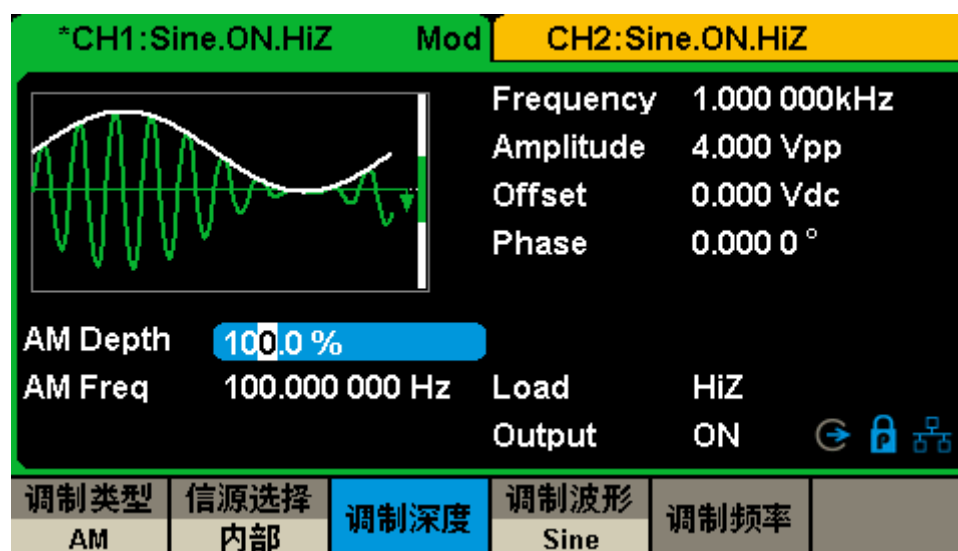 *CH1:Sine.ON.HiZ Mod CH2:Sine.ON.HiZ
Frequency 1.000 000kHz
Amplitude 4.000 Vpp
Offset 0.000 Vdc
Phase 0.000 0 °
AM Depth 100.0 %
AM Freq 100.000 000 Hz Load HiZ
Output ON
调制类型 信源选择 调制深度 调制波形 调制频率
AM 内部 Sine